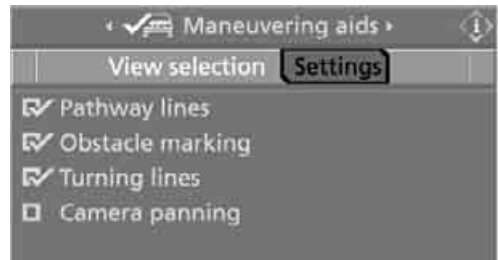 Maneuvering aids
View selection Settings
Pathway lines
Obstacle marking
Turning lines
Camera panning